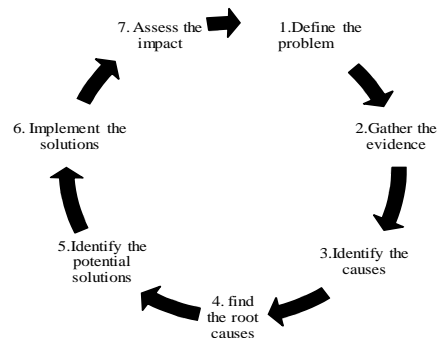 7. Assess the
impact
1.Define the
problem
2.Gather the
evidence
3.Identify the
causes
4. find
the root
causes
5.Identify the
potential
solutions
6. Implement the
solutions